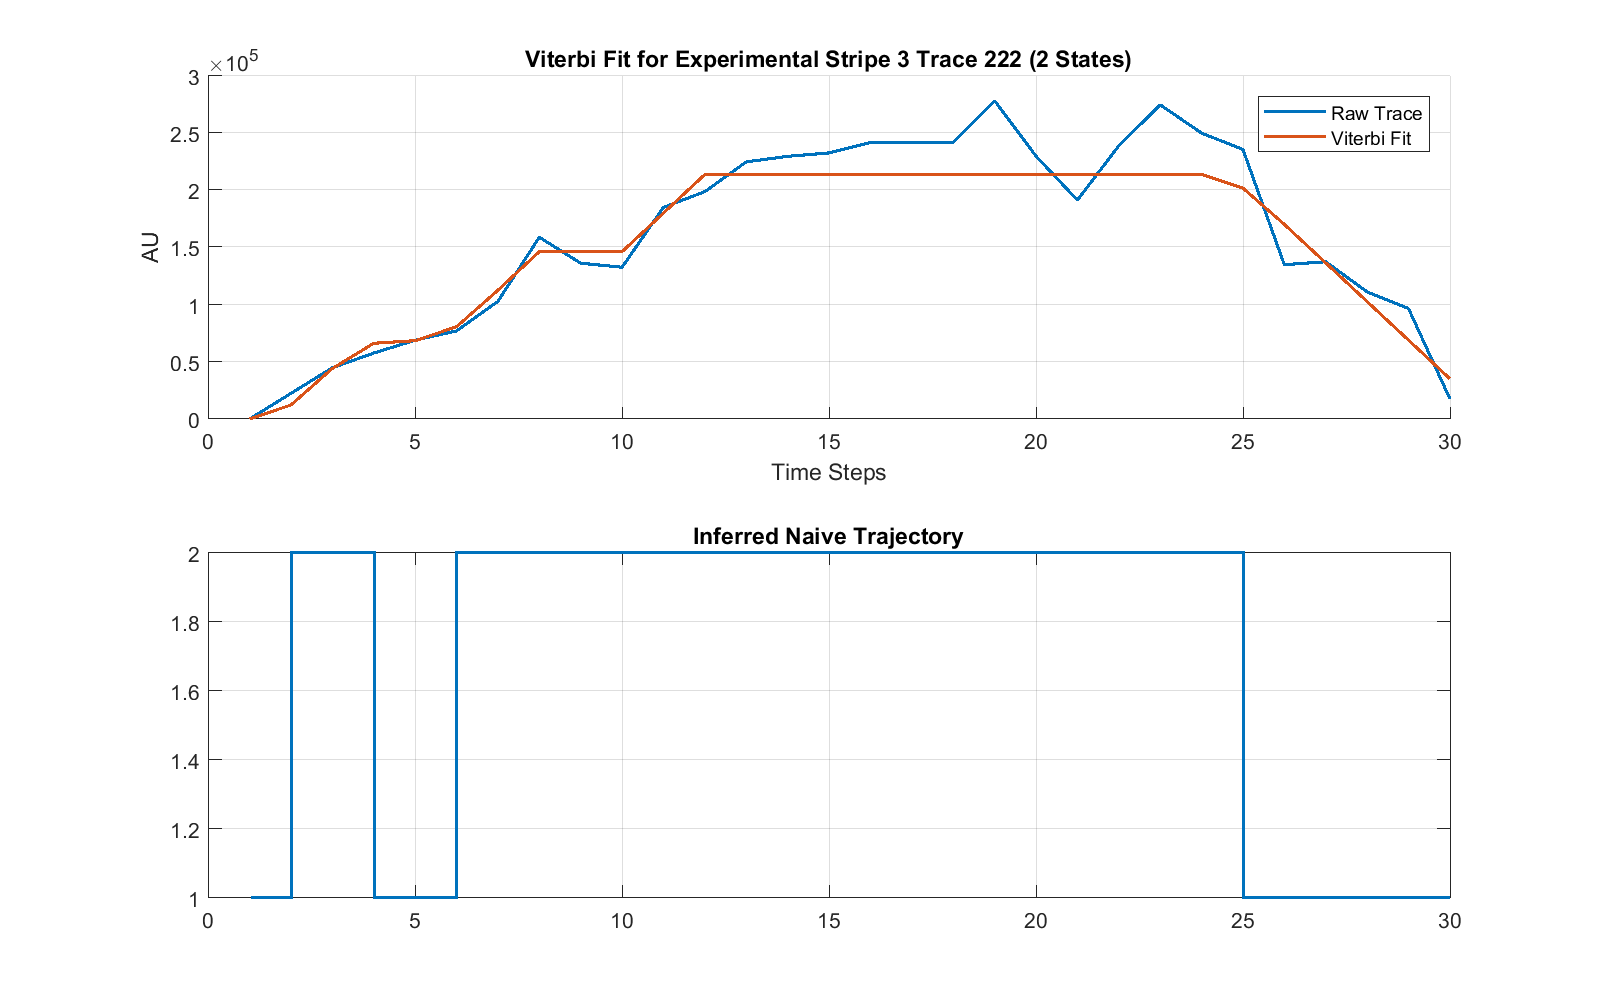 Viterbi Fit for Experimental Stripe 3 Trace 222 (2 States)
×10^5
3
2.5
2
1.5
1
0.5
0
AU
Raw Trace
Viterbi Fit
0 5 10 15 20 25 30
Time Steps
Inferred Naive Trajectory
2
1.8
1.6
1.4
1.2
1
0 5 10 15 20 25 30